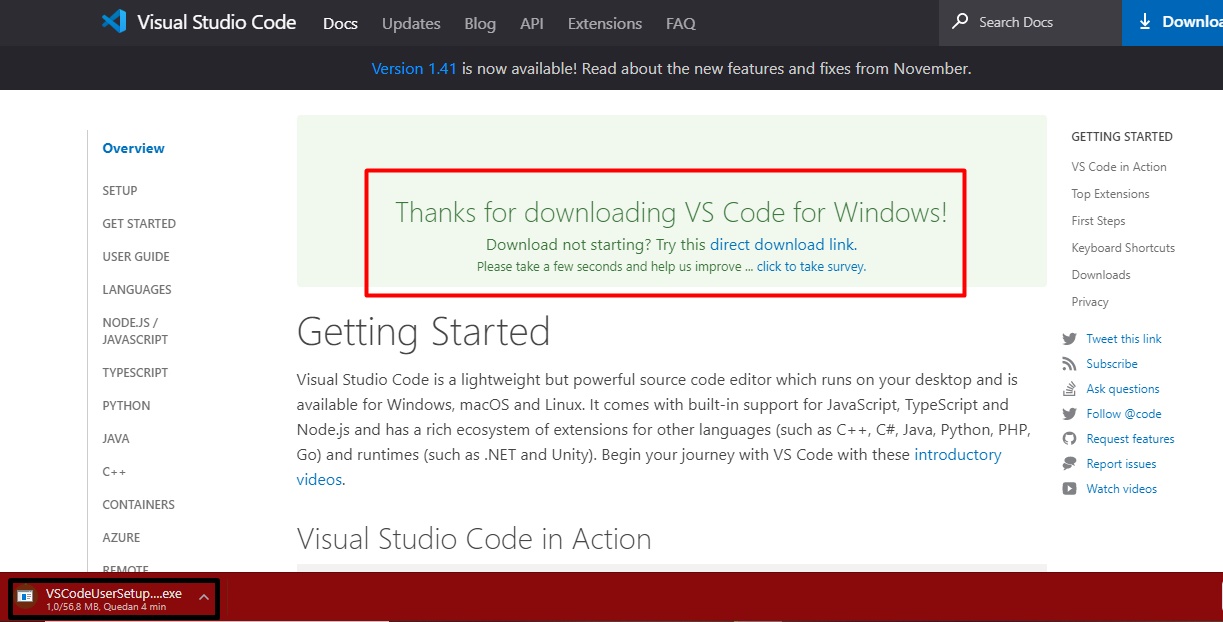 Visual Studio Code
Docs
Updates
Blog
API
Extensions
FAQ
Search Docs
Version 1.41 is now available! Read about the new features and fixes from November.
Overview
SETUP
GET STARTED
USER GUIDE
LANGUAGES
NODE.JS /
JAVASCRIPT
TYPESCRIPT
PYTHON
JAVA
C++
CONTAINERS
AZURE
REMOTE
Thanks for downloading VS Code for Windows!
Download not starting? Try this direct download link.
Please take a few seconds and help us improve ... click to take survey.
Getting Started
Visual Studio Code is a lightweight but powerful source code editor which runs on your desktop and is
available for Windows, macOS and Linux. It comes with built-in support for JavaScript, TypeScript and
Node.js and has a rich ecosystem of extensions for other languages (such as C++, C#, Java, Python, PHP,
Go) and runtimes (such as .NET and Unity). Begin your journey with VS Code with these introductory
videos.
Visual Studio Code in Action
GETTING STARTED
VS Code in Action
Top Extensions
First Steps
Keyboard Shortcuts
Downloads
Privacy
Tweet this link
Subscribe
Ask questions
Follow @code
Request features
Report issues
Watch videos
VSCodeUserSetup....exe
1,0/56,8 MB, Quedan 4 min